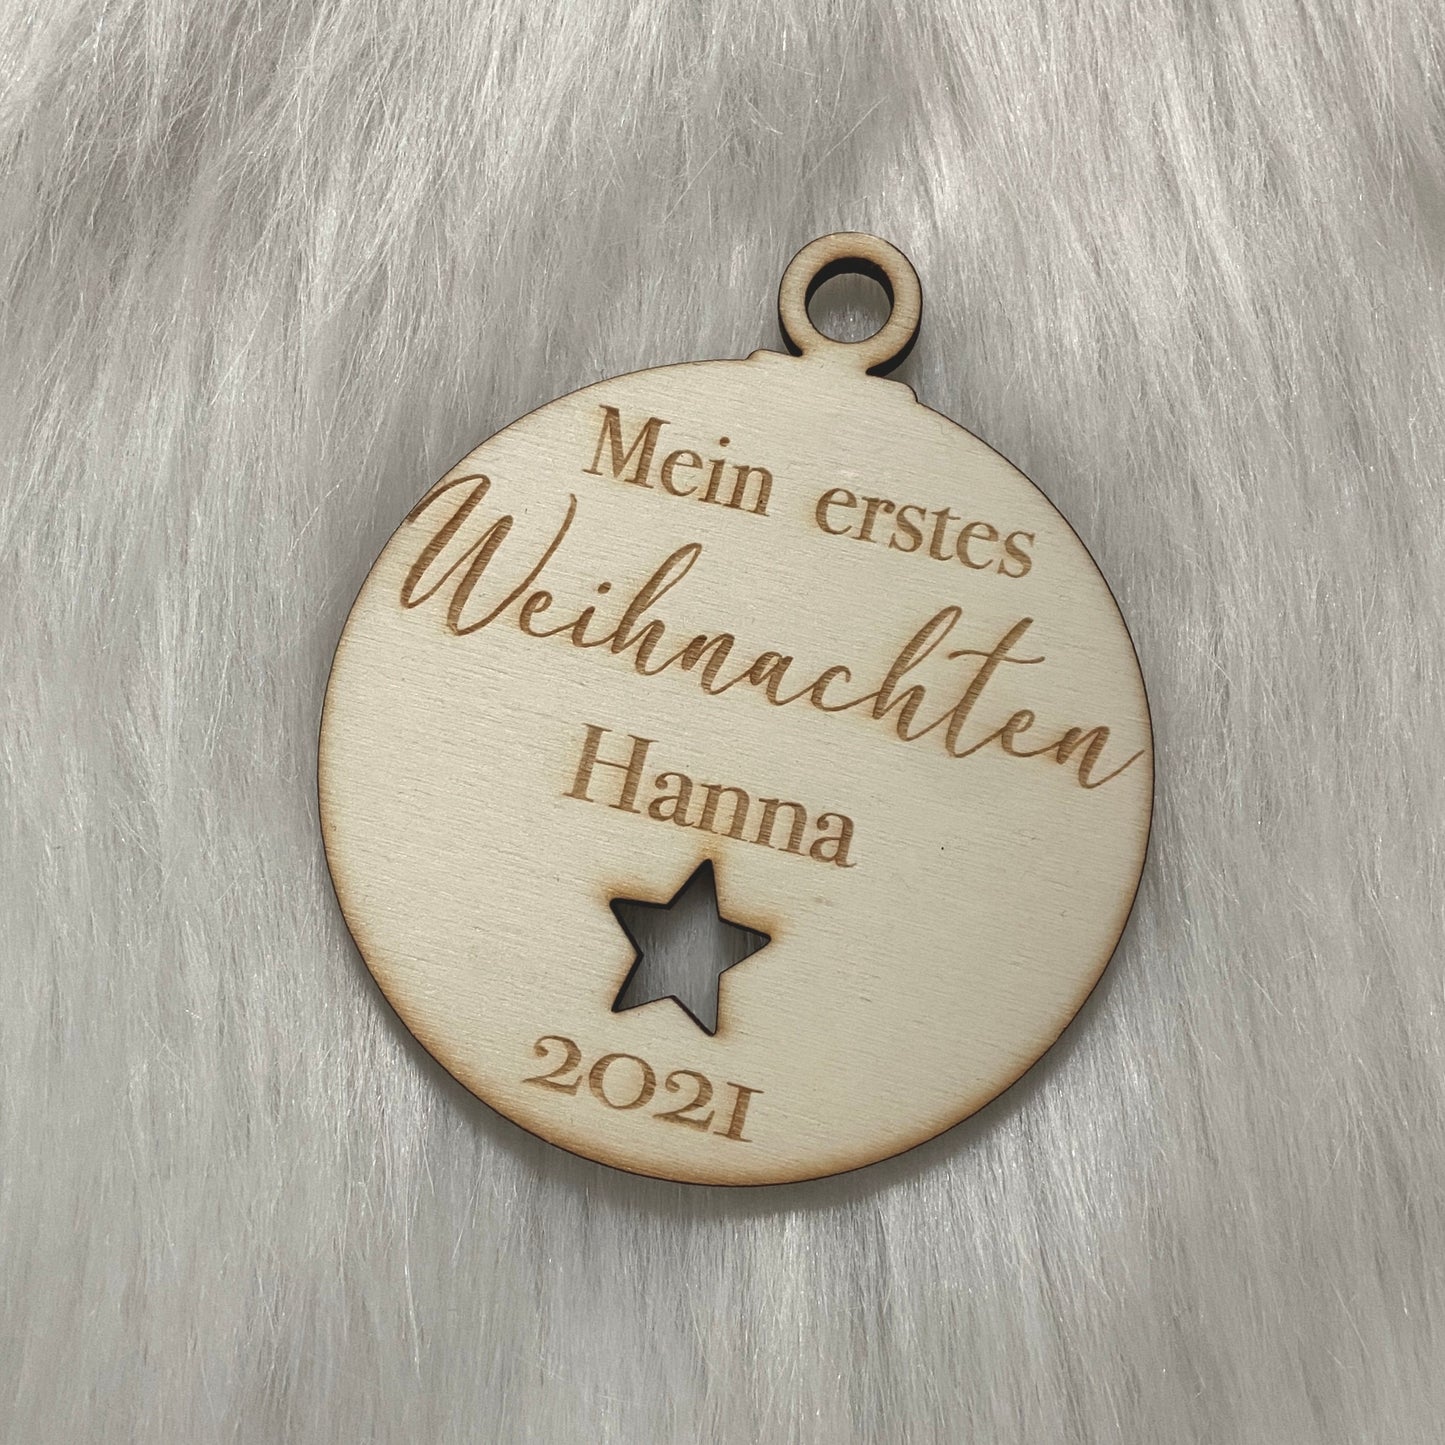 Mein erstes
Weihnachten
Hanna
2021